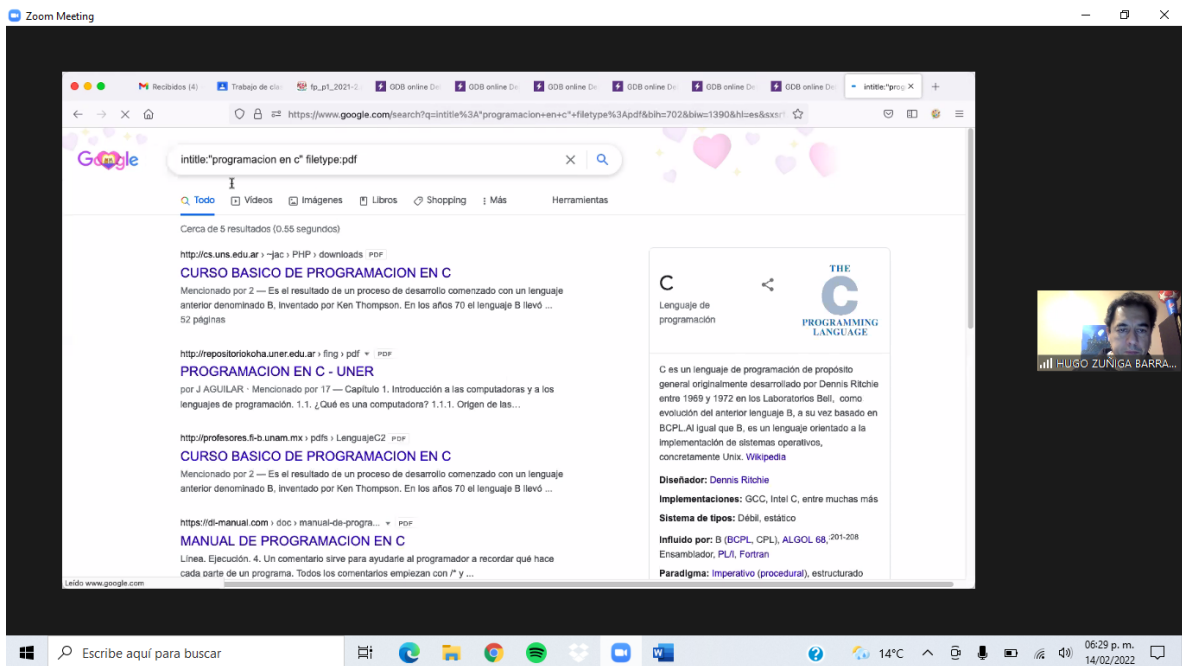 Zoom Meeting
Recibidos (4)
Trabajo de cla
fp_p1_2021-2
GDB online De
GDB online De
GDB online De
GDB online De
GDB online De
GDB online De
intitle:"prog
https://www.google.com/search?q=intitle%3A"programacion+en+c"+filetype%3Apdf&bih=702&biw=1390&hl=es&sxsr
Google
intitle:"programacion en c" filetype:pdf
Todo Vídeos Imágenes Libros Shopping Más Herramientas
Cerca de 5 resultados (0.55 segundos)
http://cs.uns.edu.ar › ~jac › PHP › downloads PDF
CURSO BASICO DE PROGRAMACION EN C
Mencionado por 2 — Es el resultado de un proceso de desarrollo comenzado con un lenguaje
anterior denominado B, inventado por Ken Thompson. En los años 70 el lenguaje B llevó ...
52 páginas
http://repositoriokoha.uner.edu.ar › fing › pdf PDF
PROGRAMACION EN C - UNER
por J AGUILAR · Mencionado por 17 — Capítulo 1. Introducción a las computadoras y a los
lenguajes de programación. 1.1. ¿Qué es una computadora? 1.1.1. Origen de las...
http://profesores.fi-b.unam.mx › pdfs › LenguajeC2 PDF
CURSO BASICO DE PROGRAMACION EN C
Mencionado por 2 — Es el resultado de un proceso de desarrollo comenzado con un lenguaje
anterior denominado B, inventado por Ken Thompson. En los años 70 el lenguaje B llevó ...
https://dl-manual.com › doc › manual-de-progra... PDF
MANUAL DE PROGRAMACION EN C
Línea. Ejecución. 4. Un comentario sirve para ayudarle al programador a recordar qué hace
cada parte de un programa. Todos los comentarios empiezan con /* y ...
C
Lenguaje de
programación
THE
C
PROGRAMMING
LANGUAGE
C es un lenguaje de programación de propósito
general originalmente desarrollado por Dennis Ritchie
entre 1969 y 1972 en los Laboratorios Bell, como
evolución del anterior lenguaje B, a su vez basado en
BCPL.Al igual que B, es un lenguaje orientado a la
implementación de sistemas operativos,
concretamente Unix. Wikipedia
Diseñador: Dennis Ritchie
Implementaciones: GCC, Intel C, entre muchas más
Sistema de tipos: Débil, estático
Influido por: B (BCPL, CPL), ALGOL 68,:201-208
Ensamblador, PL/I, Fortran
Paradigma: Imperativo (procedural), estructurado
Leído www.google.com
HUGO ZUÑIGA BARRA...
Escribe aquí para buscar
14°C
06:29 p. m.
14/02/2022